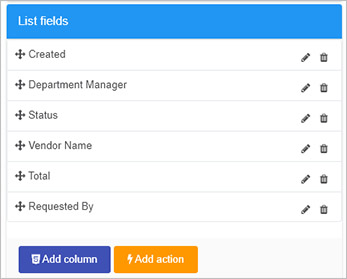 List fields
Created
Department Manager
Status
Vendor Name
Total
Requested By
Add column
Add action